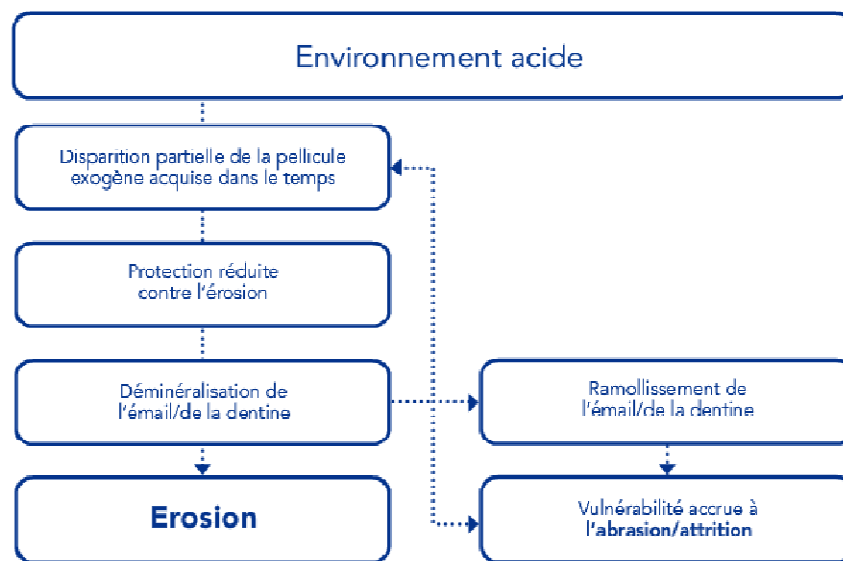 Environnement acide
Disparition partielle de la pellicule
exogène acquise dans le temps
Protection réduite
contre l'érosion
Déminéralisation de
l'émail/de la dentine
Ramollissement de
l'émail/de la dentine
Erosion
Vulnérabilité accrue à
l'abrasion/attrition